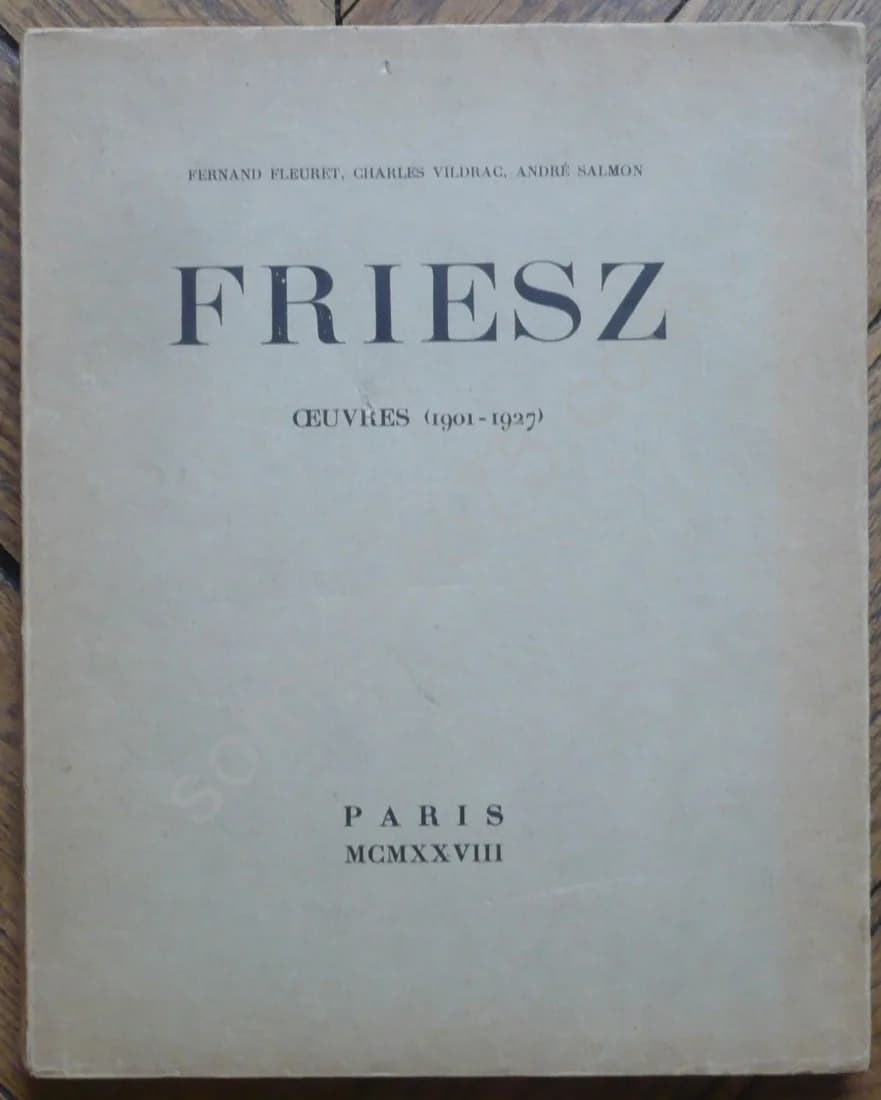 FERNAND FLEURET, CHARLES VILDRAC, ANDRÉ SALMON
FRIESZ
ŒUVRES (1901-1927)
PARIS
MCMXXVIII